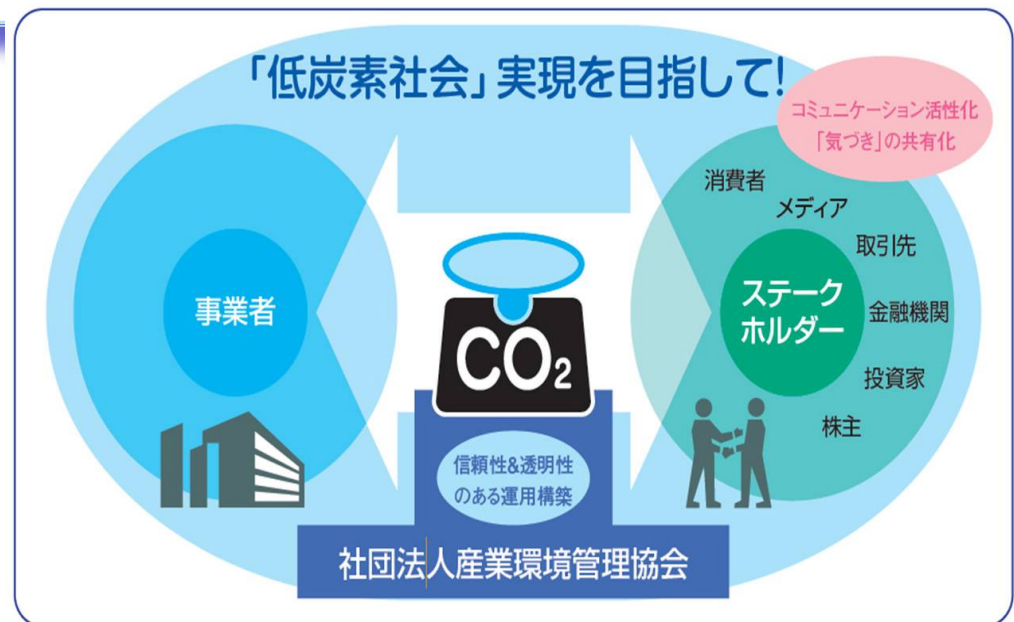 「低炭素社会」実現を目指して!
コミュニケーション活性化
「気づき」の共有化
消費者
メディア
取引先
事業者
ステーク
ホルダー
金融機関
CO₂
投資家
株主
信頼性&透明性
のある運用構築
社団法人産業環境管理協会